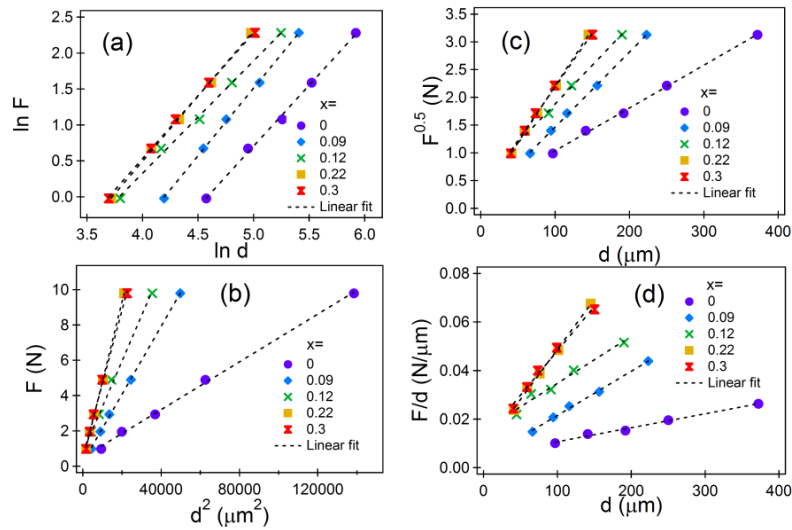 (a)
2.5
2.0
1.5
1.0
0.5
0.0
ln F
3.5 4.0 4.5 5.0 5.5 6.0
ln d
x=
0
0.09
0.12
0.22
0.3
Linear fit
(c)
3.5
3.0
2.5
2.0
1.5
1.0
0.5
0.0
F^0.5 (N)
0 100 200 300 400
d (μm)
x=
0
0.09
0.12
0.22
0.3
Linear fit
(b)
10
8
6
4
2
0
F (N)
0 40000 80000 120000
d² (μm²)
x=
0
0.09
0.12
0.22
0.3
Linear fit
(d)
0.08
0.06
0.04
0.02
0.00
F/d (N/μm)
0 100 200 300 400
d (μm)
x=
0
0.09
0.12
0.22
0.3
Linear fit